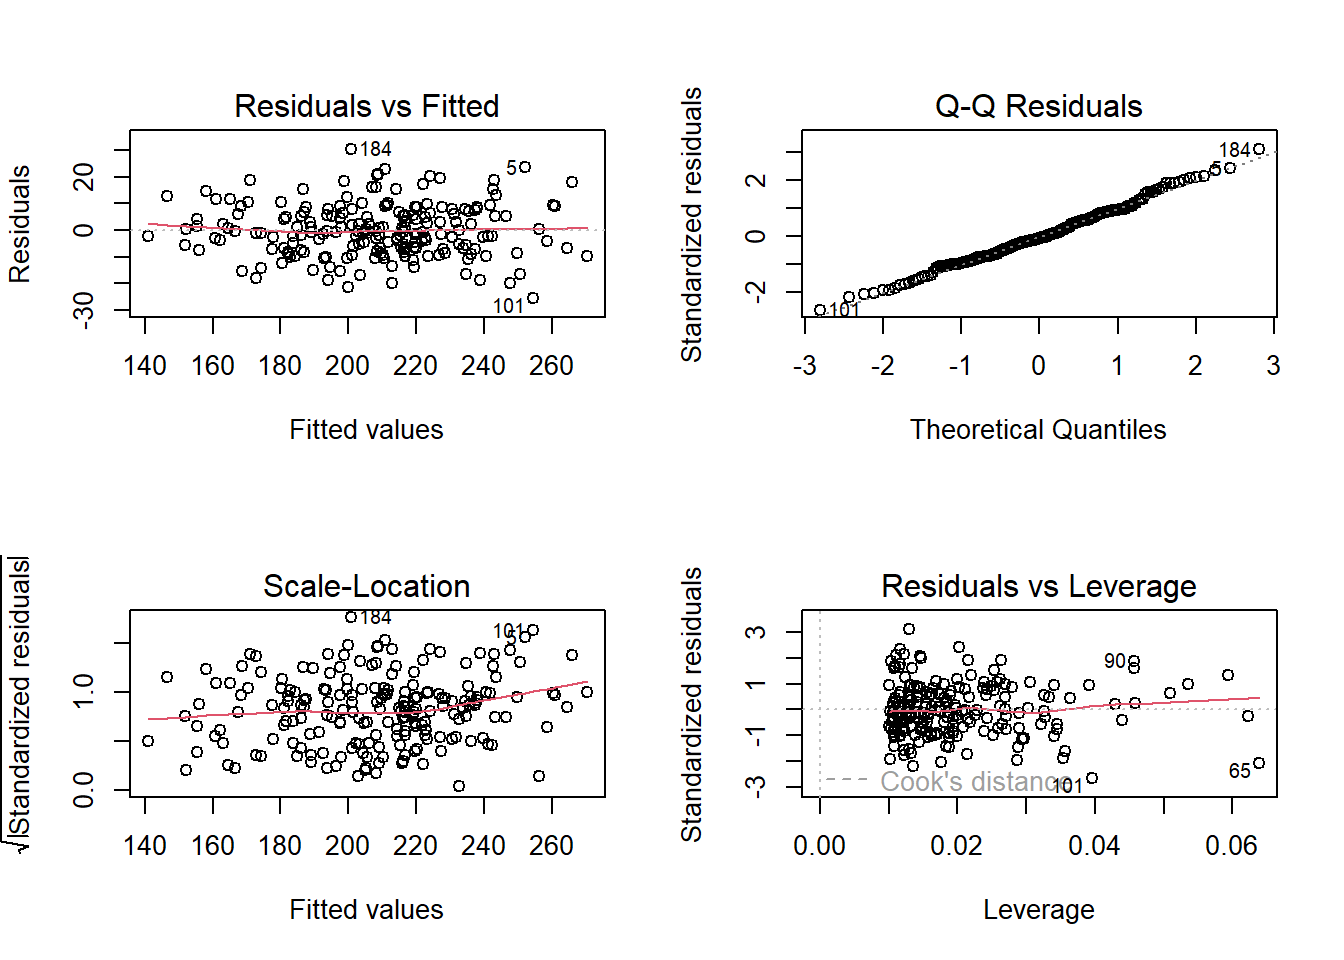 Residuals vs Fitted
Residuals
20
0
-30
184
5
101
140 160 180 200 220 240 260
Fitted values
Q-Q Residuals
Standardized residuals
2
0
-2
184
5
101
-3 -2 -1 0 1 2 3
Theoretical Quantiles
Scale-Location
√|Standardized residuals|
1.0
0.0
184
101
5
140 160 180 200 220 240 260
Fitted values
Residuals vs Leverage
Standardized residuals
3
1
-1
-3
90
65
101
Cook's distance
0.00 0.02 0.04 0.06
Leverage